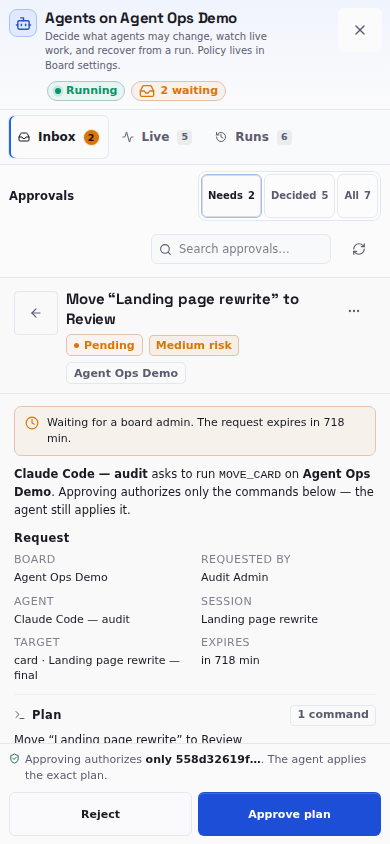 Agents on Agent Ops Demo
Decide what agents may change, watch live
work, and recover from a run. Policy lives in
Board settings.
Running
2 waiting
Inbox 2
Live 5
Runs 6
Approvals
Needs 2
Decided 5
All 7
Search approvals…
Move “Landing page rewrite” to
Review
Pending
Medium risk
Agent Ops Demo
Waiting for a board admin. The request expires in 718
min.
Claude Code — audit asks to run MOVE_CARD on Agent Ops
Demo. Approving authorizes only the commands below — the
agent still applies it.
Request
BOARD
Agent Ops Demo
REQUESTED BY
Audit Admin
AGENT
Claude Code — audit
SESSION
Landing page rewrite
TARGET
card · Landing page rewrite —
final
EXPIRES
in 718 min
Plan
1 command
Move “Landing page rewrite” to Review
Approving authorizes only 558d32619f…. The agent applies
the exact plan.
Reject
Approve plan